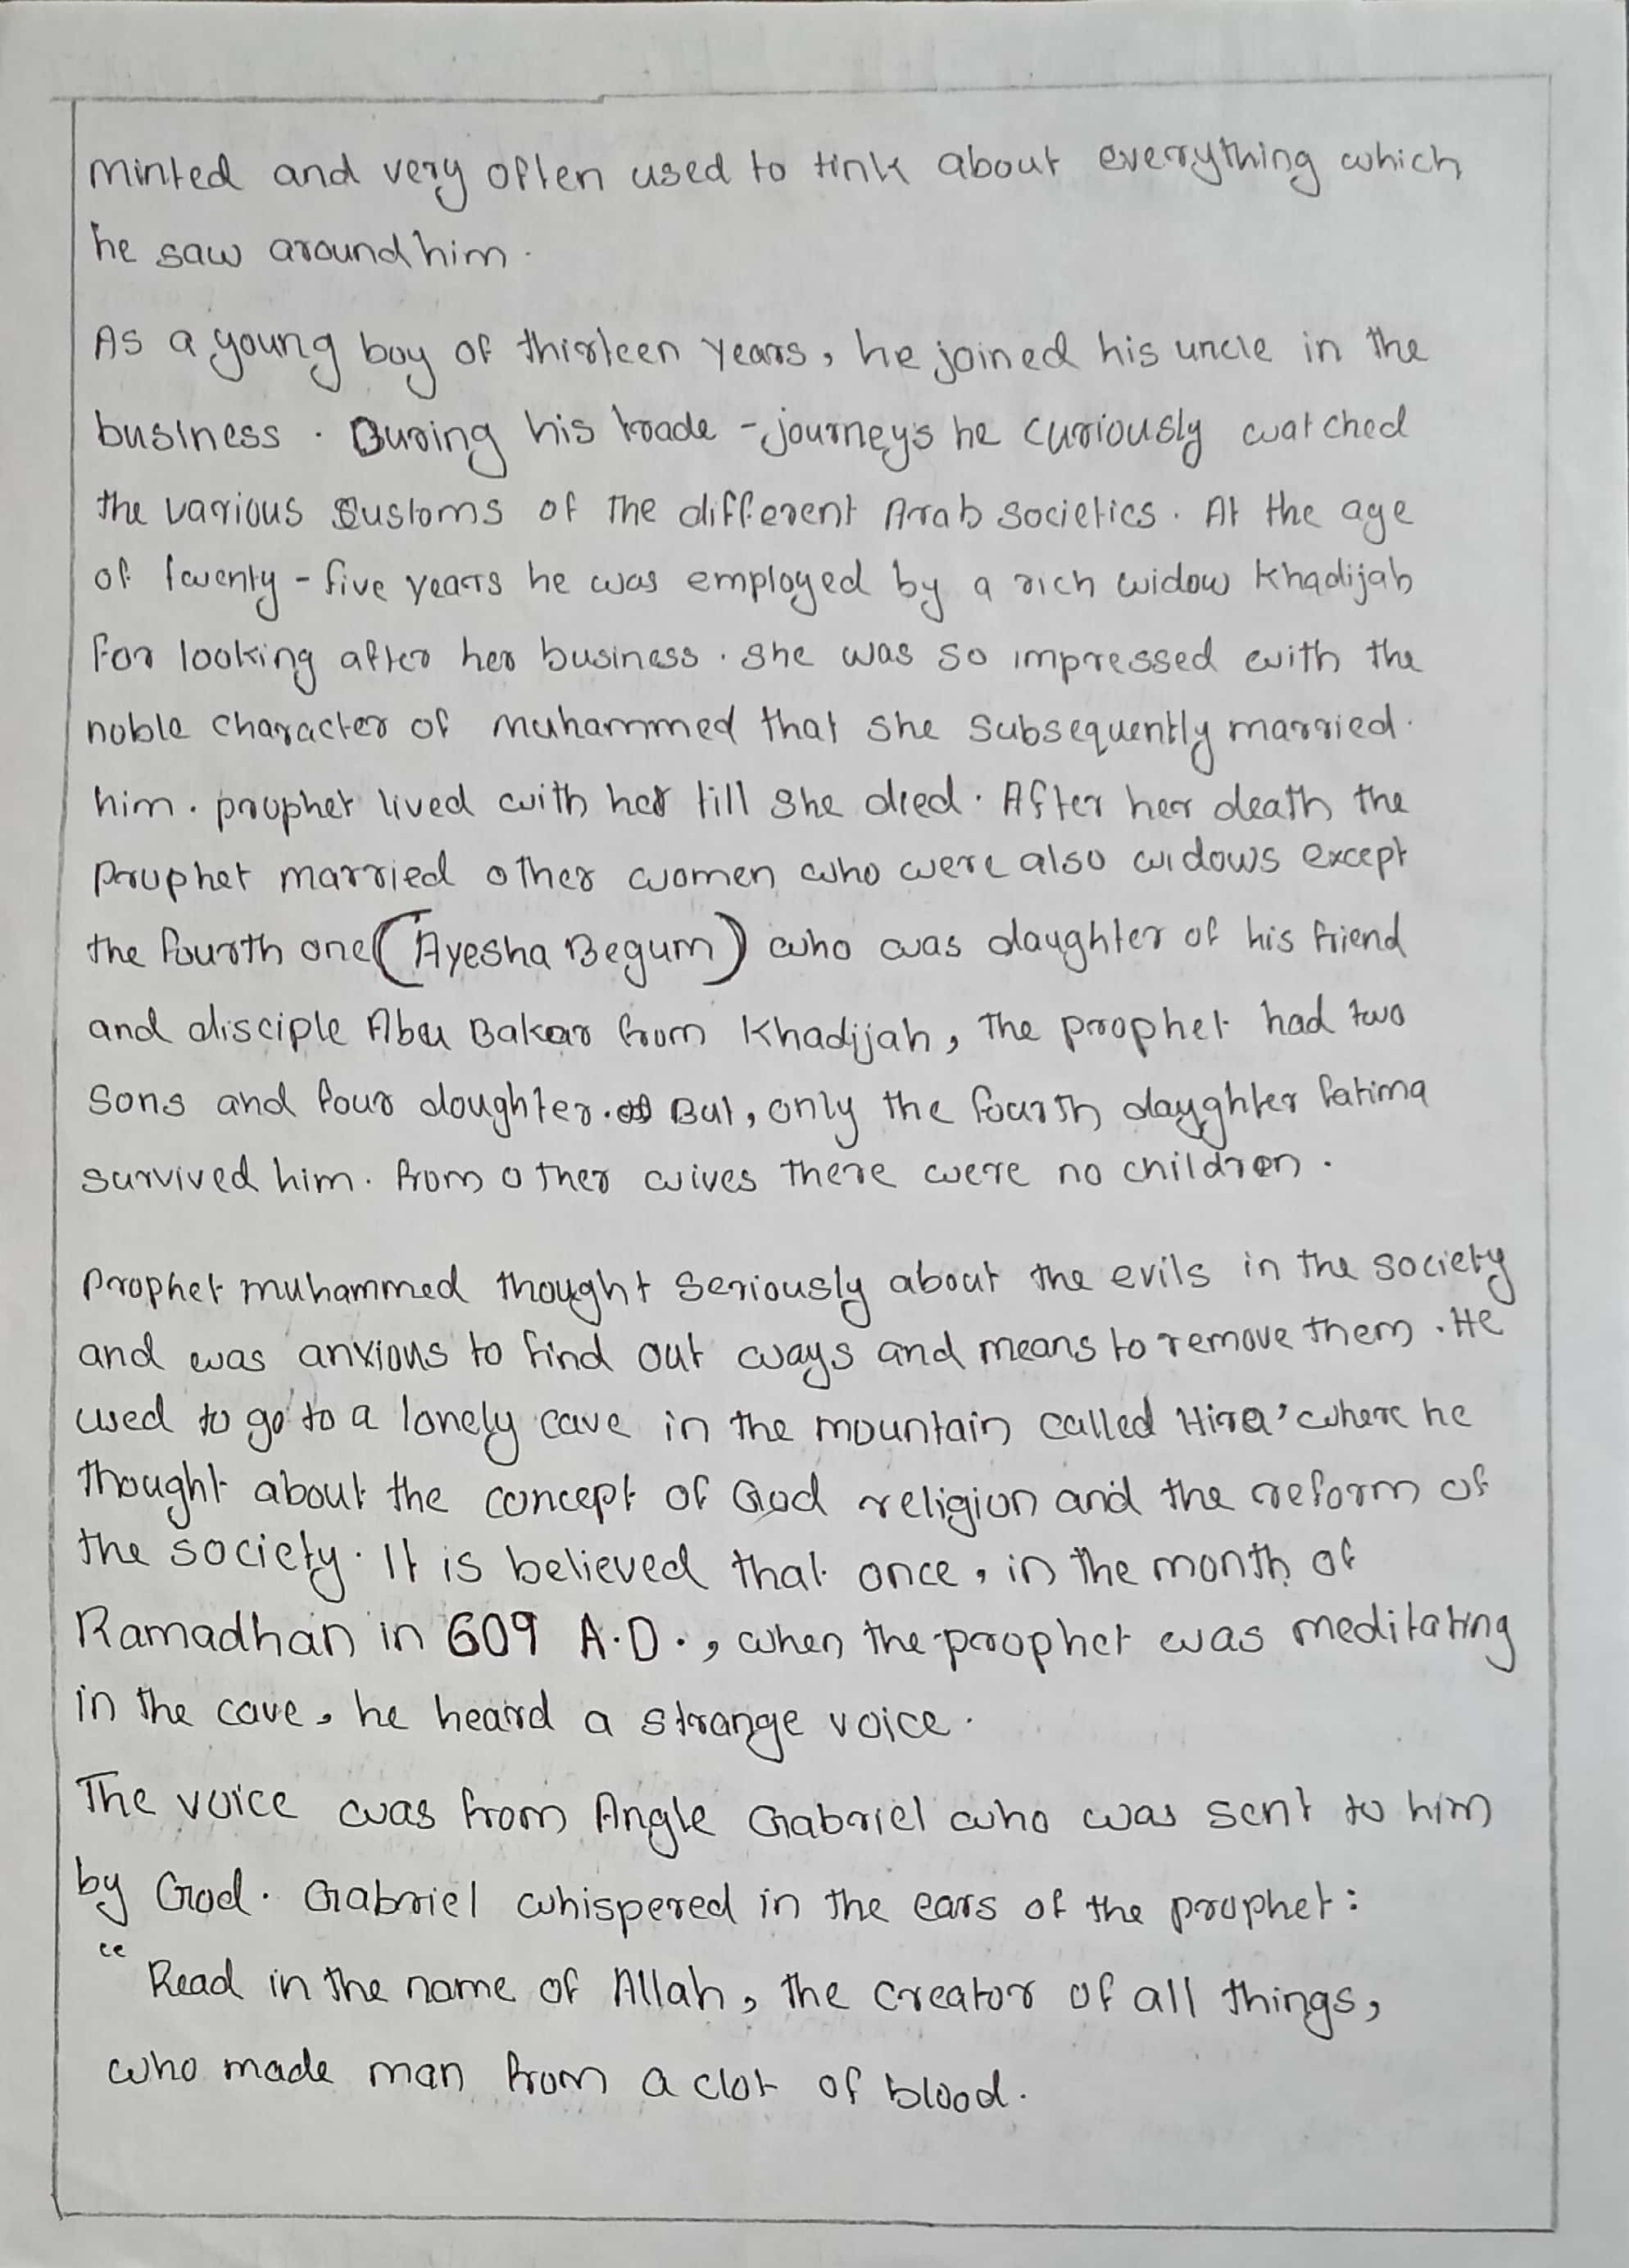 Minted and very often used to tink about everything which
he saw around him.
As a young boy of thirteen years, he joined his uncle in the
business. During his trade-journeys he curiously watched
the various Customs of the different Arab societics. At the age
of twenty-five years he was employed by a rich widow Khadijah
for looking after her business. she was so impressed with the
noble character of Muhammed that she subsequently married.
him. prophet lived with her till she died. After her death the
Prophet married other women who were also widows except
the fourth one (Ayesha Begum) who was daughter of his friend
and disciple Abu Bakar from Khadijah, The prophet had two
sons and four doughter. But, only the fourth dayghter fatima
survived him. from other wives there were no children.
Prophet muhammed thought seriously about the evils in the society
and was anxious to find out ways and means to remove them. He
used to go to a lonely cave in the mountain called Hira' where he
thought about the concept of God religion and the reform of
the society. It is believed that once, in the month of
Ramadhan in 609 A.D., when the prophet was meditating
in the cave, he heard a strange voice.
The voice was from Angle Gabriel who was sent to him
by God. Gabriel whispered in the ears of the prophet:
"Read in the name of Allah, the creator of all things,
who made man from a clot of blood.